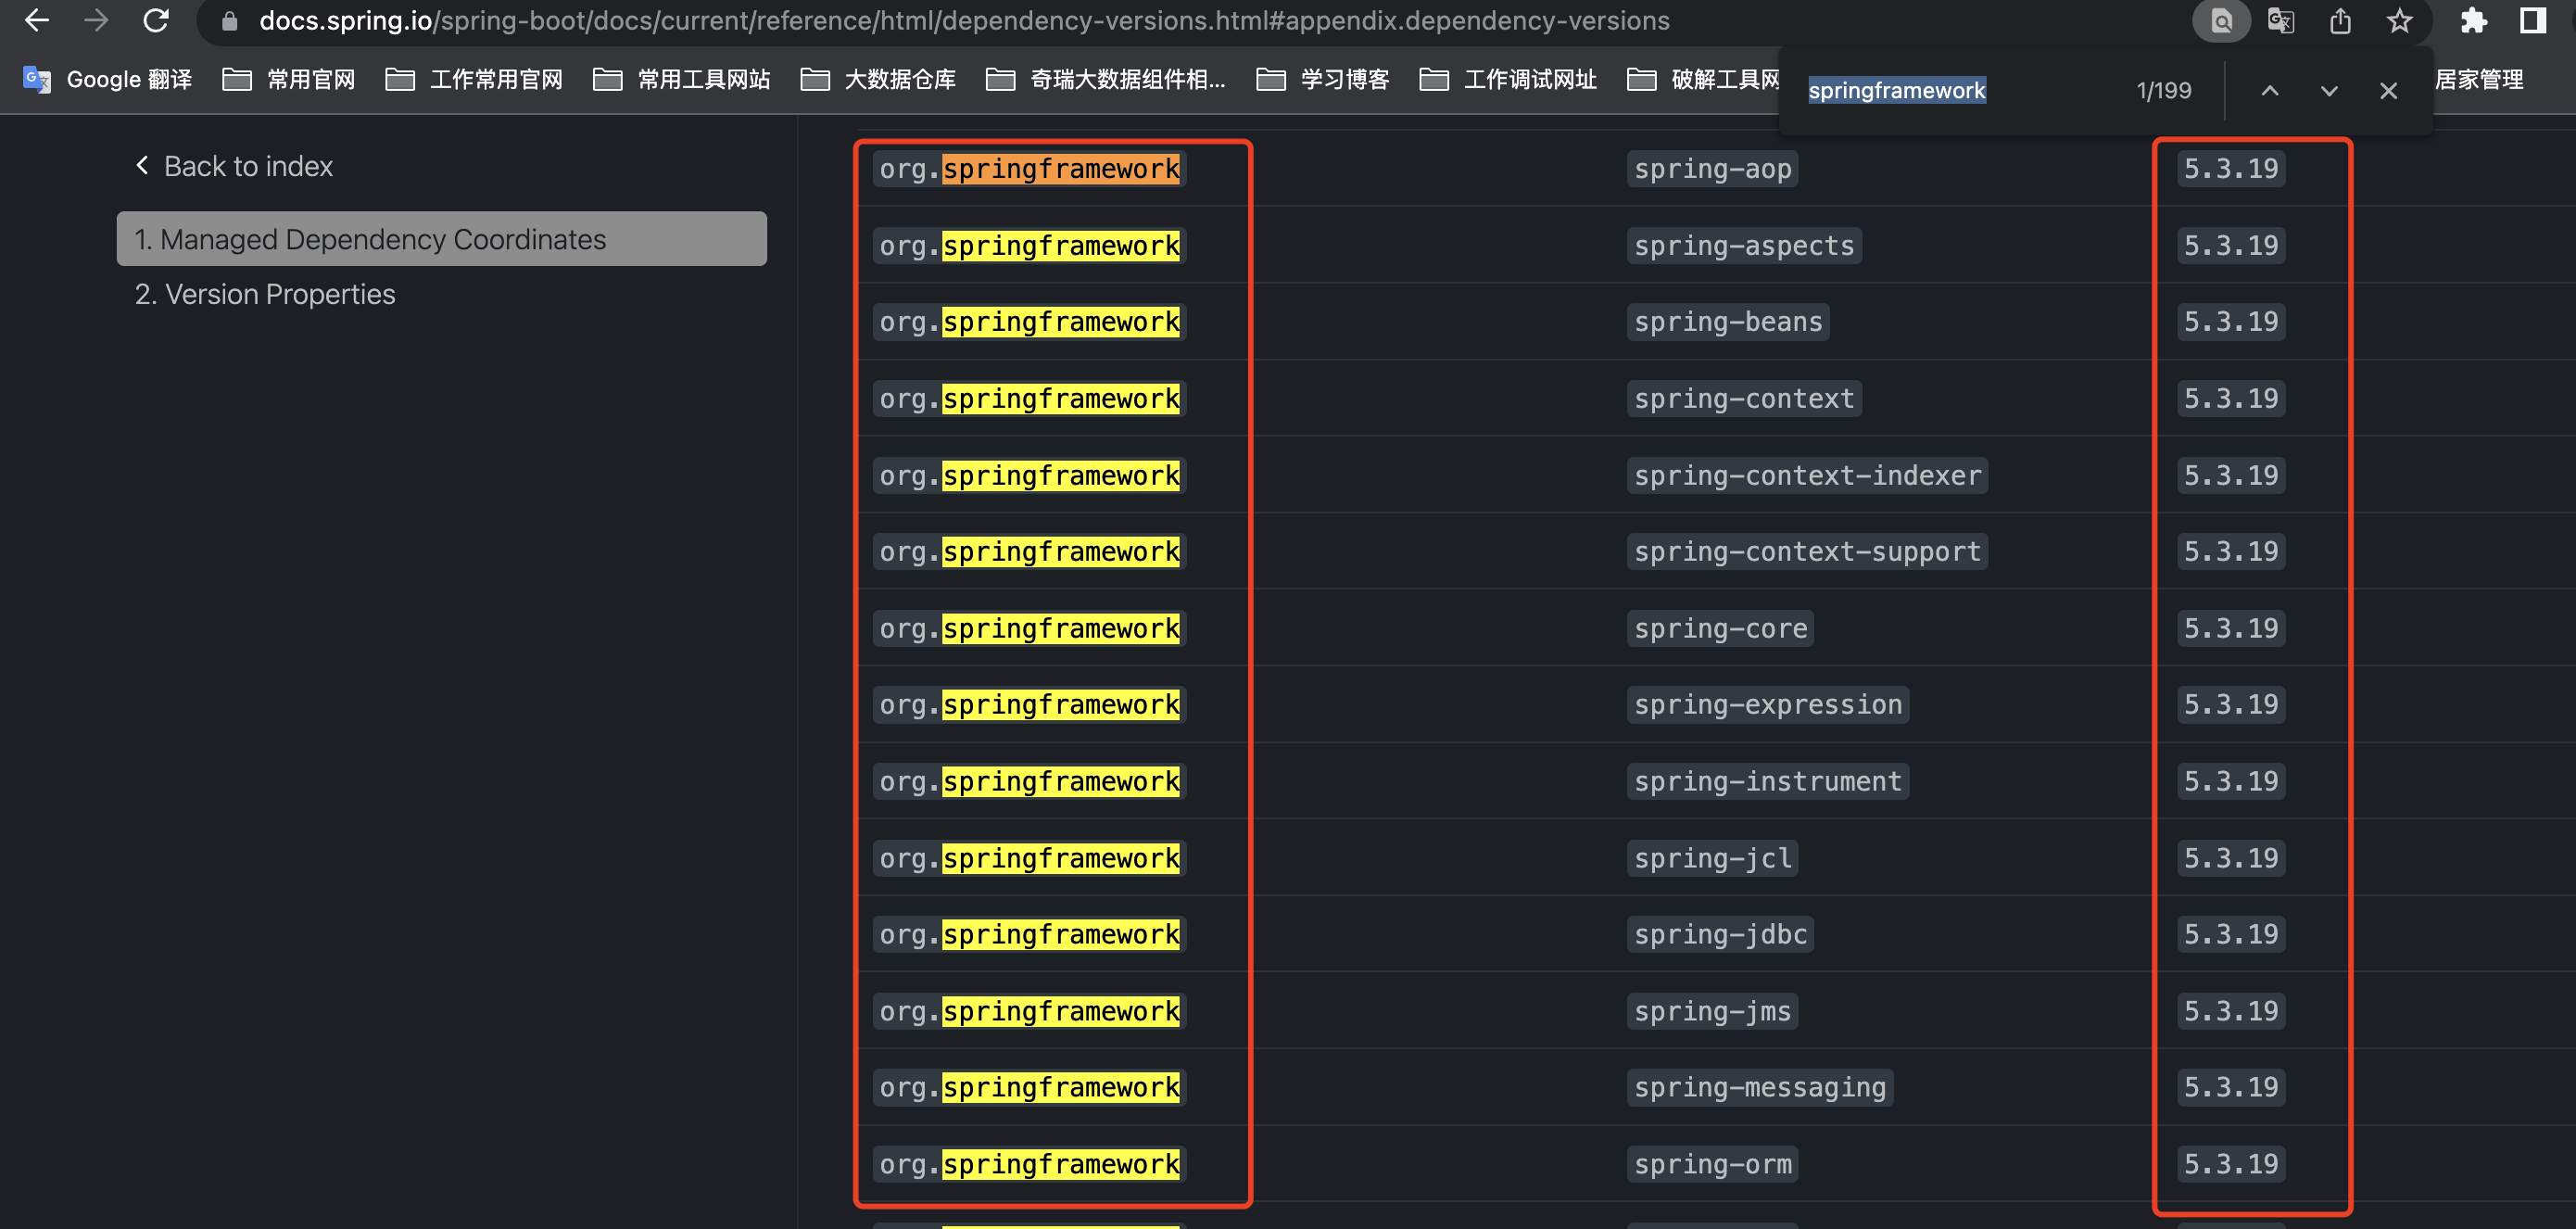 docs.spring.io/spring-boot/docs/current/reference/html/dependency-versions.html#appendix.dependency-versions
Google 翻译 常用官网 工作常用官网 常用工具网站 大数据仓库 奇瑞大数据组件相... 学习博客 工作调试网址 破解工具网 居家管理
springframework 1/199
Back to index
1. Managed Dependency Coordinates
2. Version Properties
org.springframework spring-aop 5.3.19
org.springframework spring-aspects 5.3.19
org.springframework spring-beans 5.3.19
org.springframework spring-context 5.3.19
org.springframework spring-context-indexer 5.3.19
org.springframework spring-context-support 5.3.19
org.springframework spring-core 5.3.19
org.springframework spring-expression 5.3.19
org.springframework spring-instrument 5.3.19
org.springframework spring-jcl 5.3.19
org.springframework spring-jdbc 5.3.19
org.springframework spring-jms 5.3.19
org.springframework spring-messaging 5.3.19
org.springframework spring-orm 5.3.19